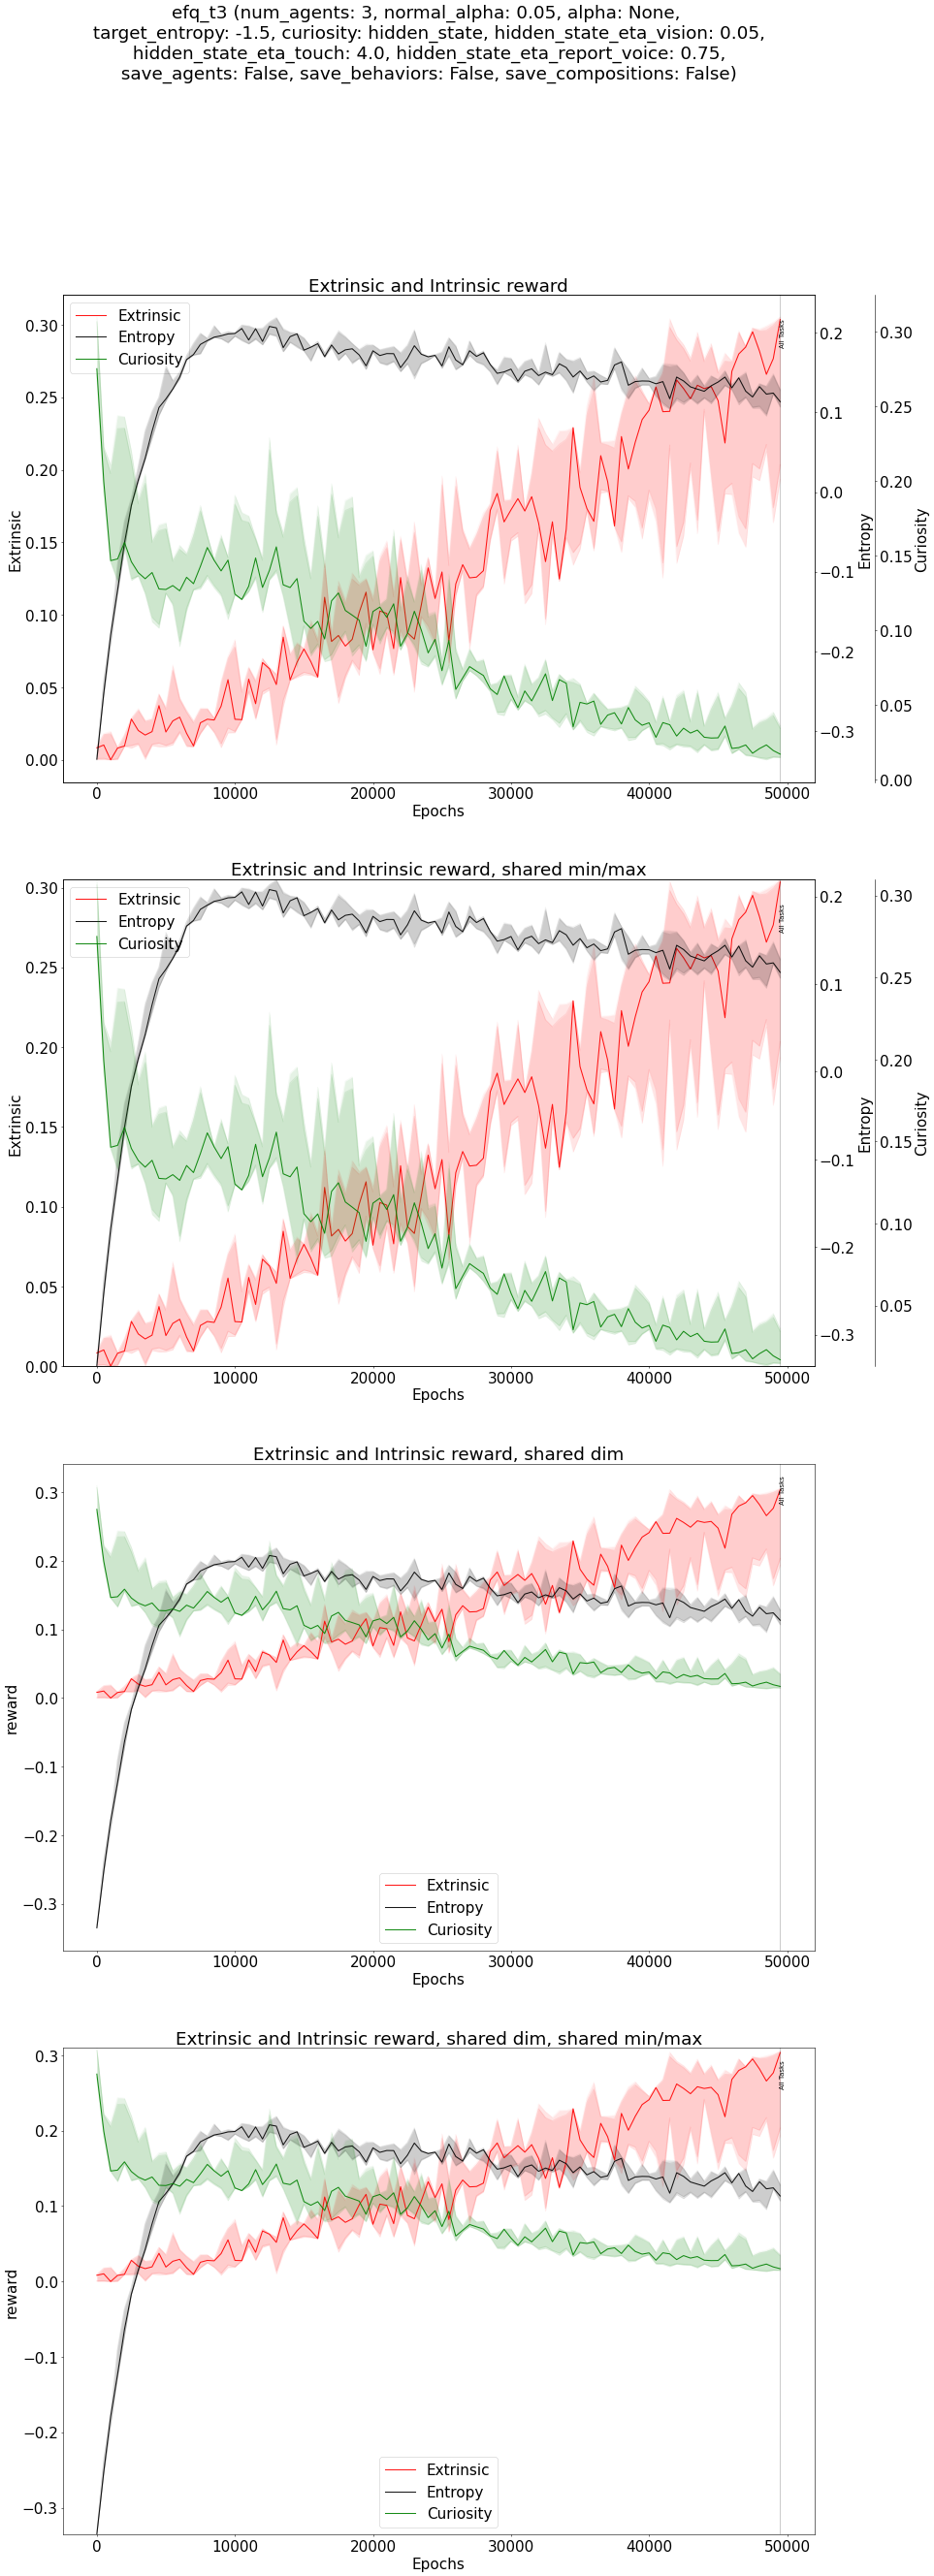 efq_t3 (num_agents: 3, normal_alpha: 0.05, alpha: None,
target_entropy: -1.5, curiosity: hidden_state, hidden_state_eta_vision: 0.05,
hidden_state_eta_touch: 4.0, hidden_state_eta_report_voice: 0.75,
save_agents: False, save_behaviors: False, save_compositions: False)
Extrinsic and Intrinsic reward
Extrinsic
Entropy
Curiosity
All Tasks
0.30
0.25
0.20
0.15
0.10
0.05
0.00
Extrinsic
0.2
0.1
0.0
−0.1
−0.2
−0.3
Entropy
0.30
0.25
0.20
0.15
0.10
0.05
0.00
Curiosity
0 10000 20000 30000 40000 50000
Epochs
Extrinsic and Intrinsic reward, shared min/max
Extrinsic
Entropy
Curiosity
All Tasks
0.30
0.25
0.20
0.15
0.10
0.05
0.00
Extrinsic
0.2
0.1
0.0
−0.1
−0.2
−0.3
Entropy
0.30
0.25
0.20
0.15
0.10
0.05
Curiosity
0 10000 20000 30000 40000 50000
Epochs
Extrinsic and Intrinsic reward, shared dim
All Tasks
0.3
0.2
0.1
0.0
−0.1
−0.2
−0.3
reward
Extrinsic
Entropy
Curiosity
0 10000 20000 30000 40000 50000
Epochs
Extrinsic and Intrinsic reward, shared dim, shared min/max
All Tasks
0.3
0.2
0.1
0.0
−0.1
−0.2
−0.3
reward
Extrinsic
Entropy
Curiosity
0 10000 20000 30000 40000 50000
Epochs